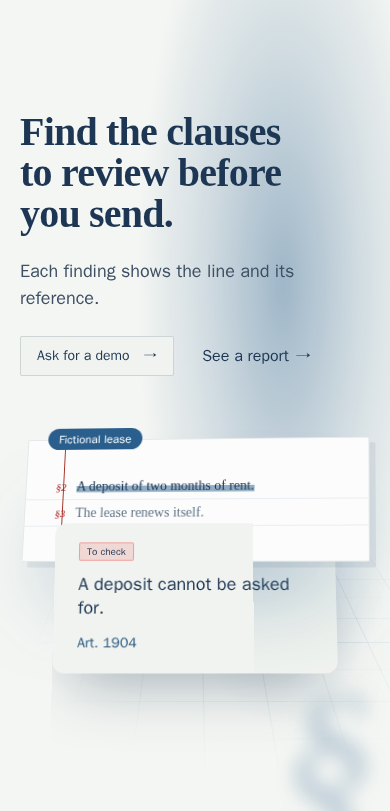 Find the clauses
to review before
you send.
Each finding shows the line and its
reference.
Ask for a demo →
See a report →
Fictional lease
§2 A deposit of two months of rent.
§3 The lease renews itself.
To check
A deposit cannot be asked
for.
Art. 1904
§